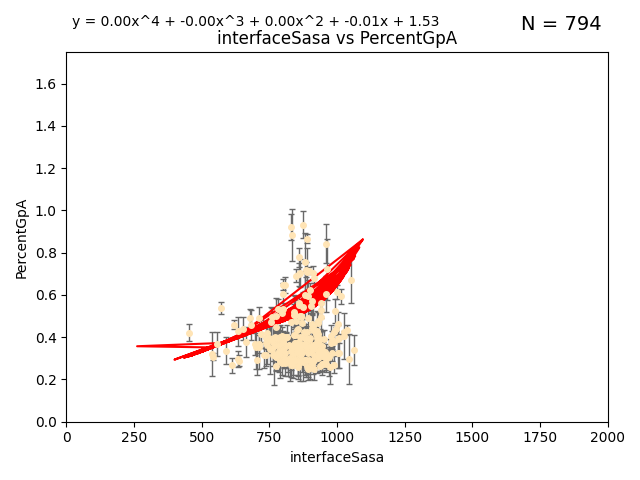 y = 0.00x^4 + -0.00x^3 + 0.00x^2 + -0.01x + 1.53
N = 794
interfaceSasa vs PercentGpA
1.6
1.4
1.2
1.0
0.8
0.6
0.4
0.2
0.0
PercentGpA
0 250 500 750 1000 1250 1500 1750 2000
interfaceSasa